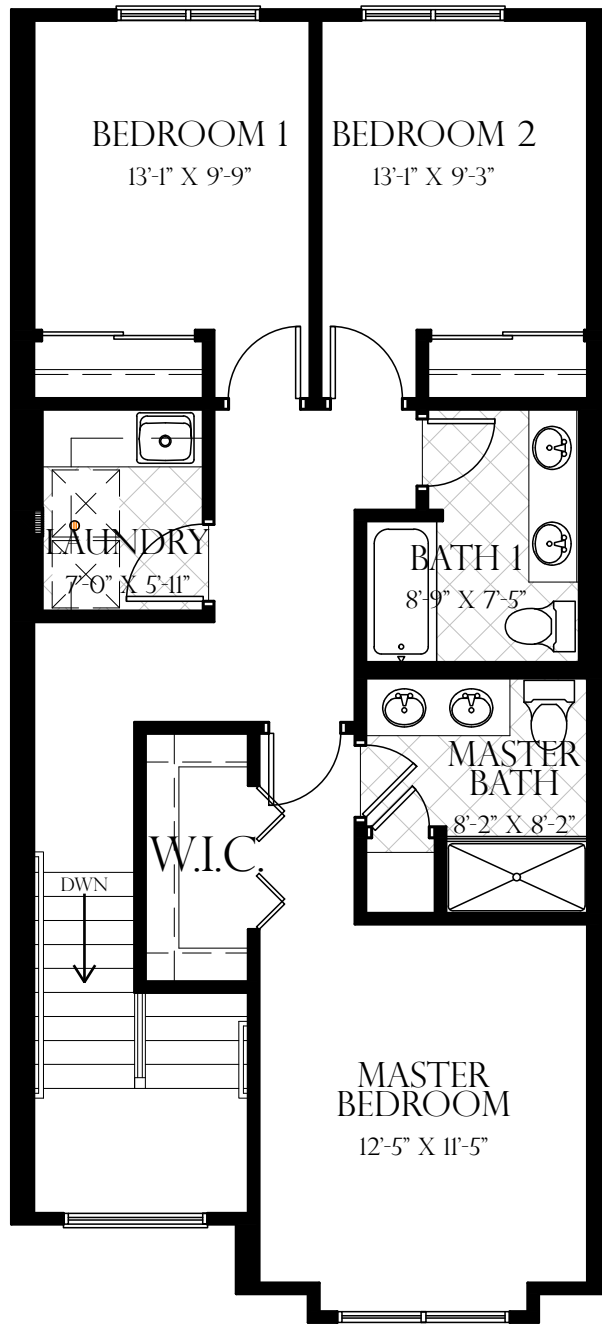 BEDROOM 1
13'-1" X 9'-9"
BEDROOM 2
13'-1" X 9'-3"
LAUNDRY
7'-0" X 5'-11"
BATH 1
8'-9" X 7'-5"
MASTER
BATH
8'-2" X 8'-2"
W.I.C.
DWN
MASTER
BEDROOM
12'-5" X 11'-5"